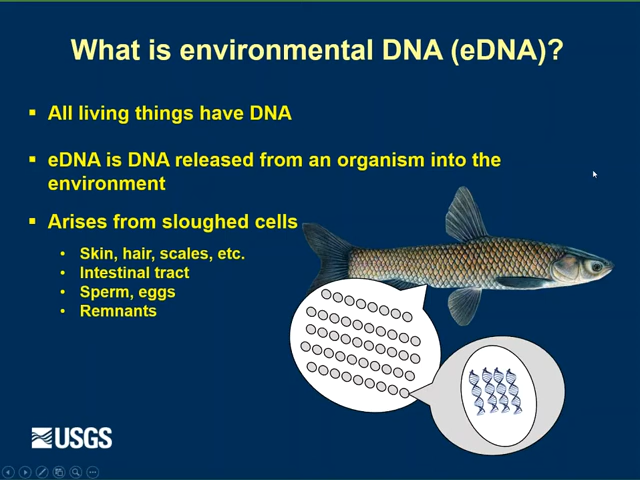 What is environmental DNA (eDNA)?
▪ All living things have DNA
▪ eDNA is DNA released from an organism into the
environment
▪ Arises from sloughed cells
• Skin, hair, scales, etc.
• Intestinal tract
• Sperm, eggs
• Remnants
USGS